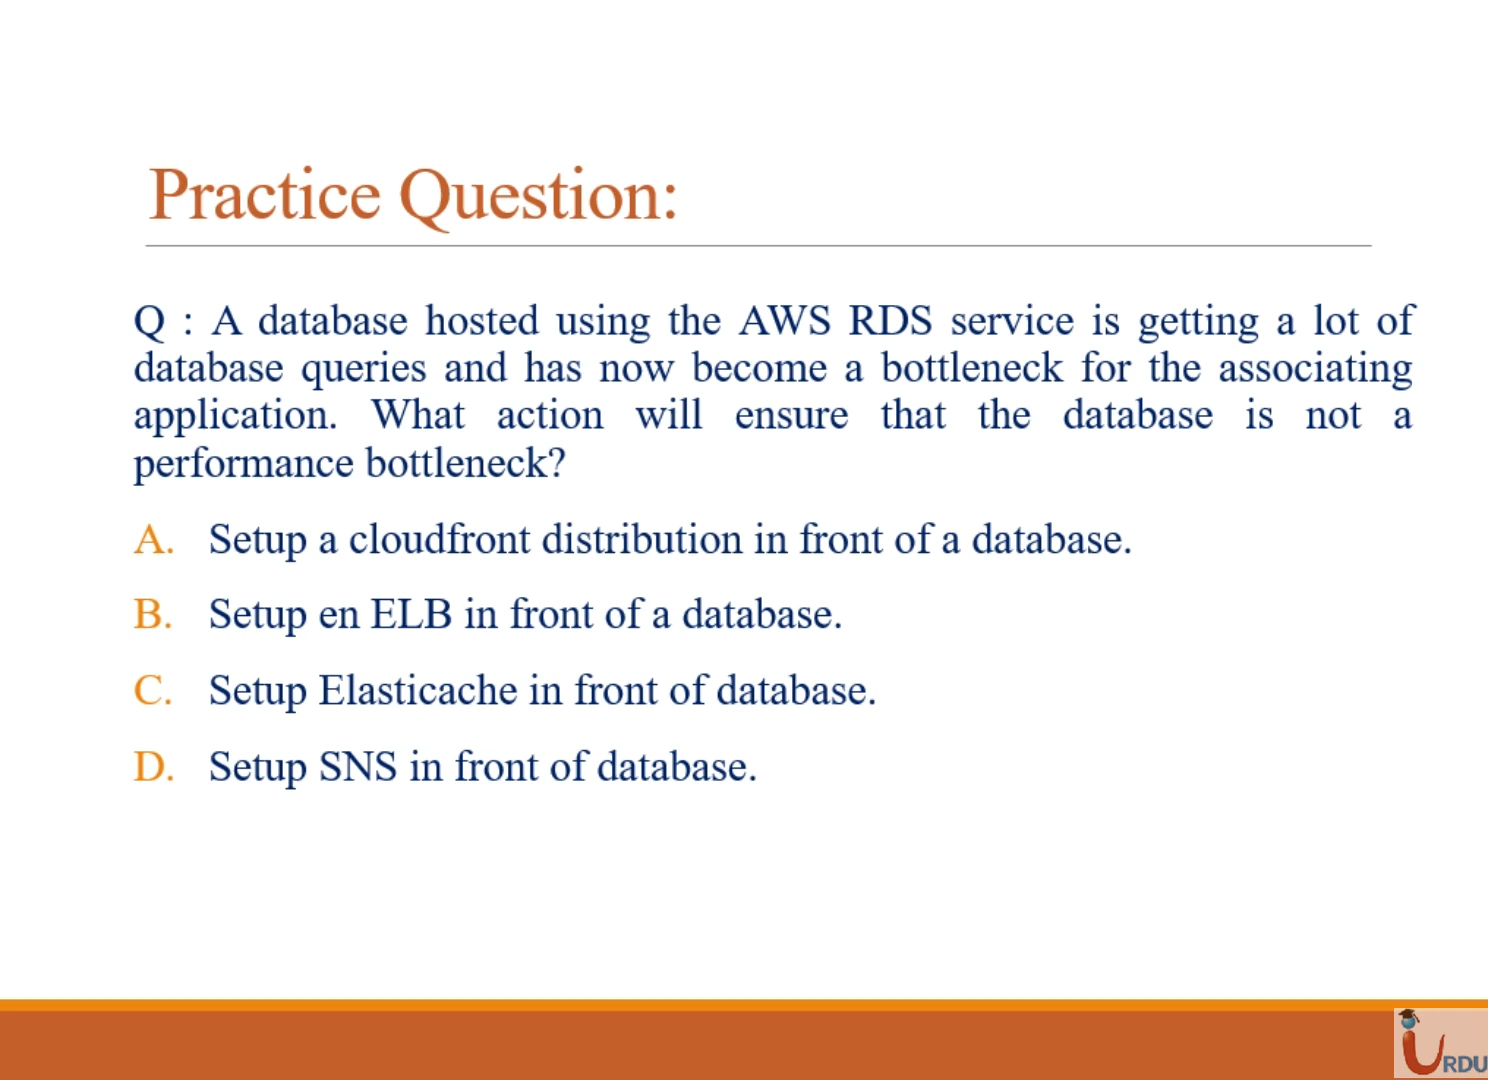 Practice Question:
Q : A database hosted using the AWS RDS service is getting a lot of
database queries and has now become a bottleneck for the associating
application. What action will ensure that the database is not a
performance bottleneck?
A. Setup a cloudfront distribution in front of a database.
B. Setup en ELB in front of a database.
C. Setup Elasticache in front of database.
D. Setup SNS in front of database.
URDU